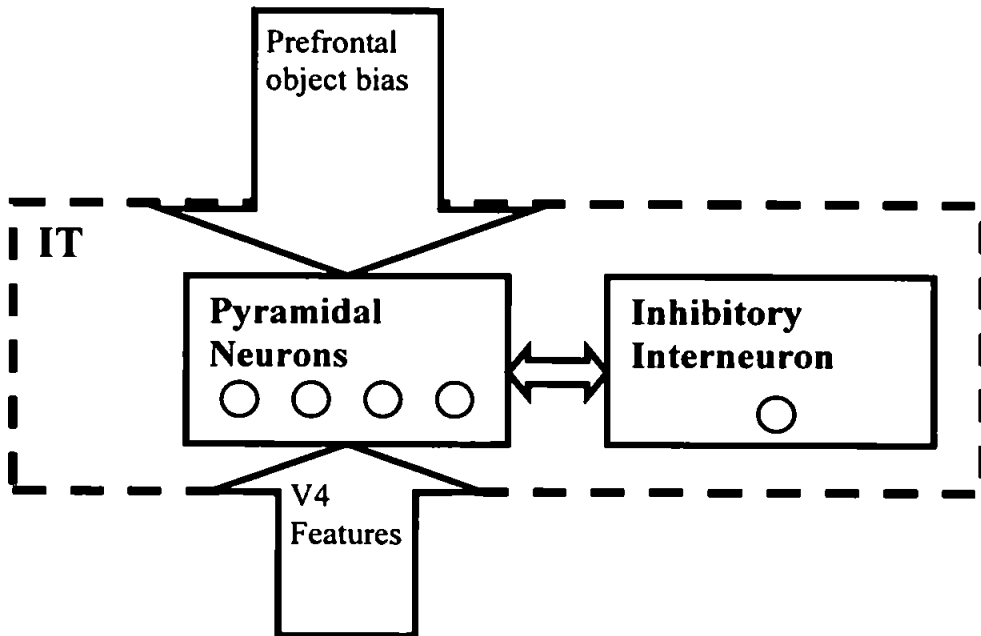 Prefrontal
object bias
IT
Pyramidal
Neurons
Inhibitory
Interneuron
V4
Features